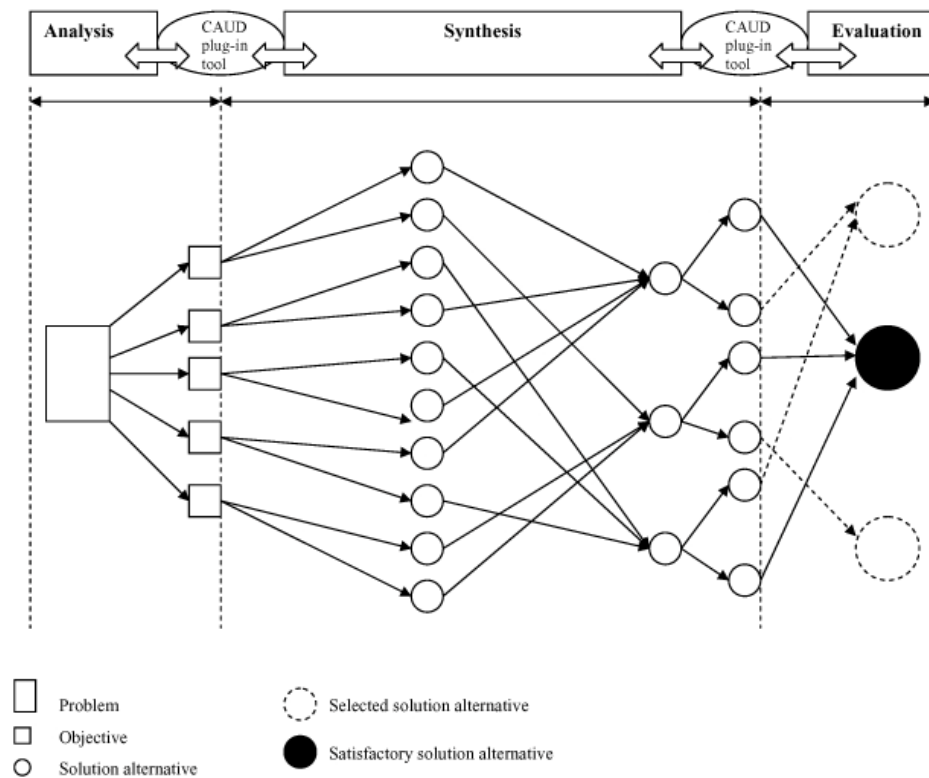 Analysis
CAUD
plug-in
tool
Synthesis
CAUD
plug-in
tool
Evaluation
Problem
Objective
Solution alternative
Selected solution alternative
Satisfactory solution alternative